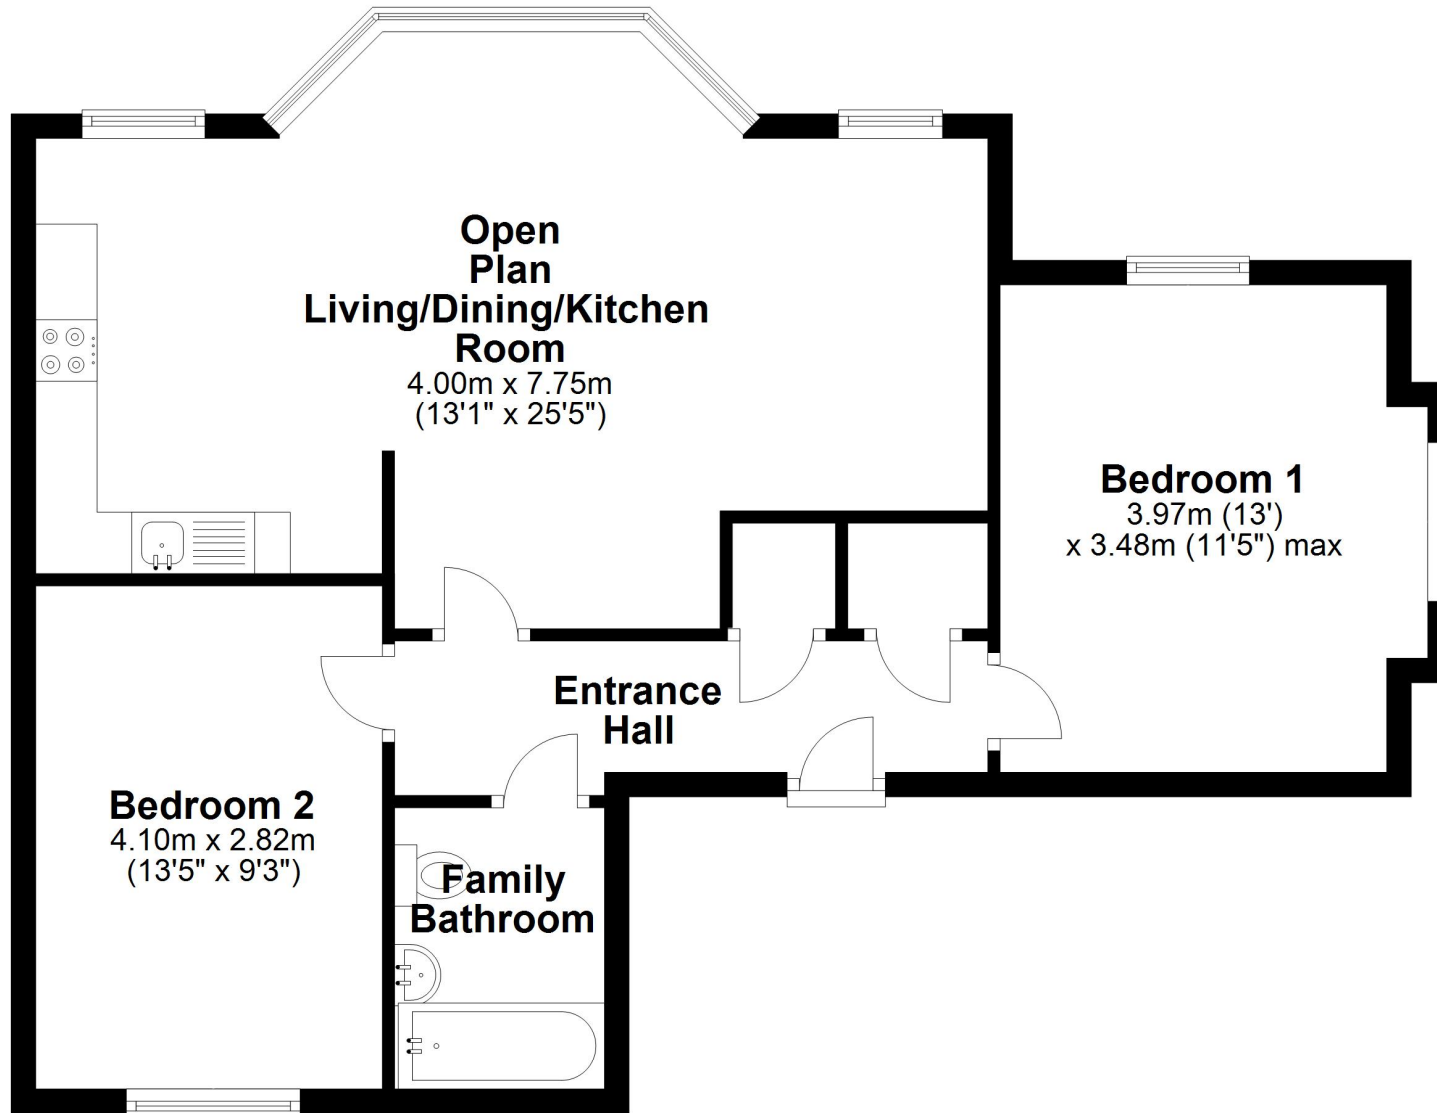 Open
Plan
Living/Dining/Kitchen
Room
4.00m x 7.75m
(13'1" x 25'5")
Bedroom 1
3.97m (13')
x 3.48m (11'5") max
Entrance
Hall
Bedroom 2
4.10m x 2.82m
(13'5" x 9'3")
Family
Bathroom